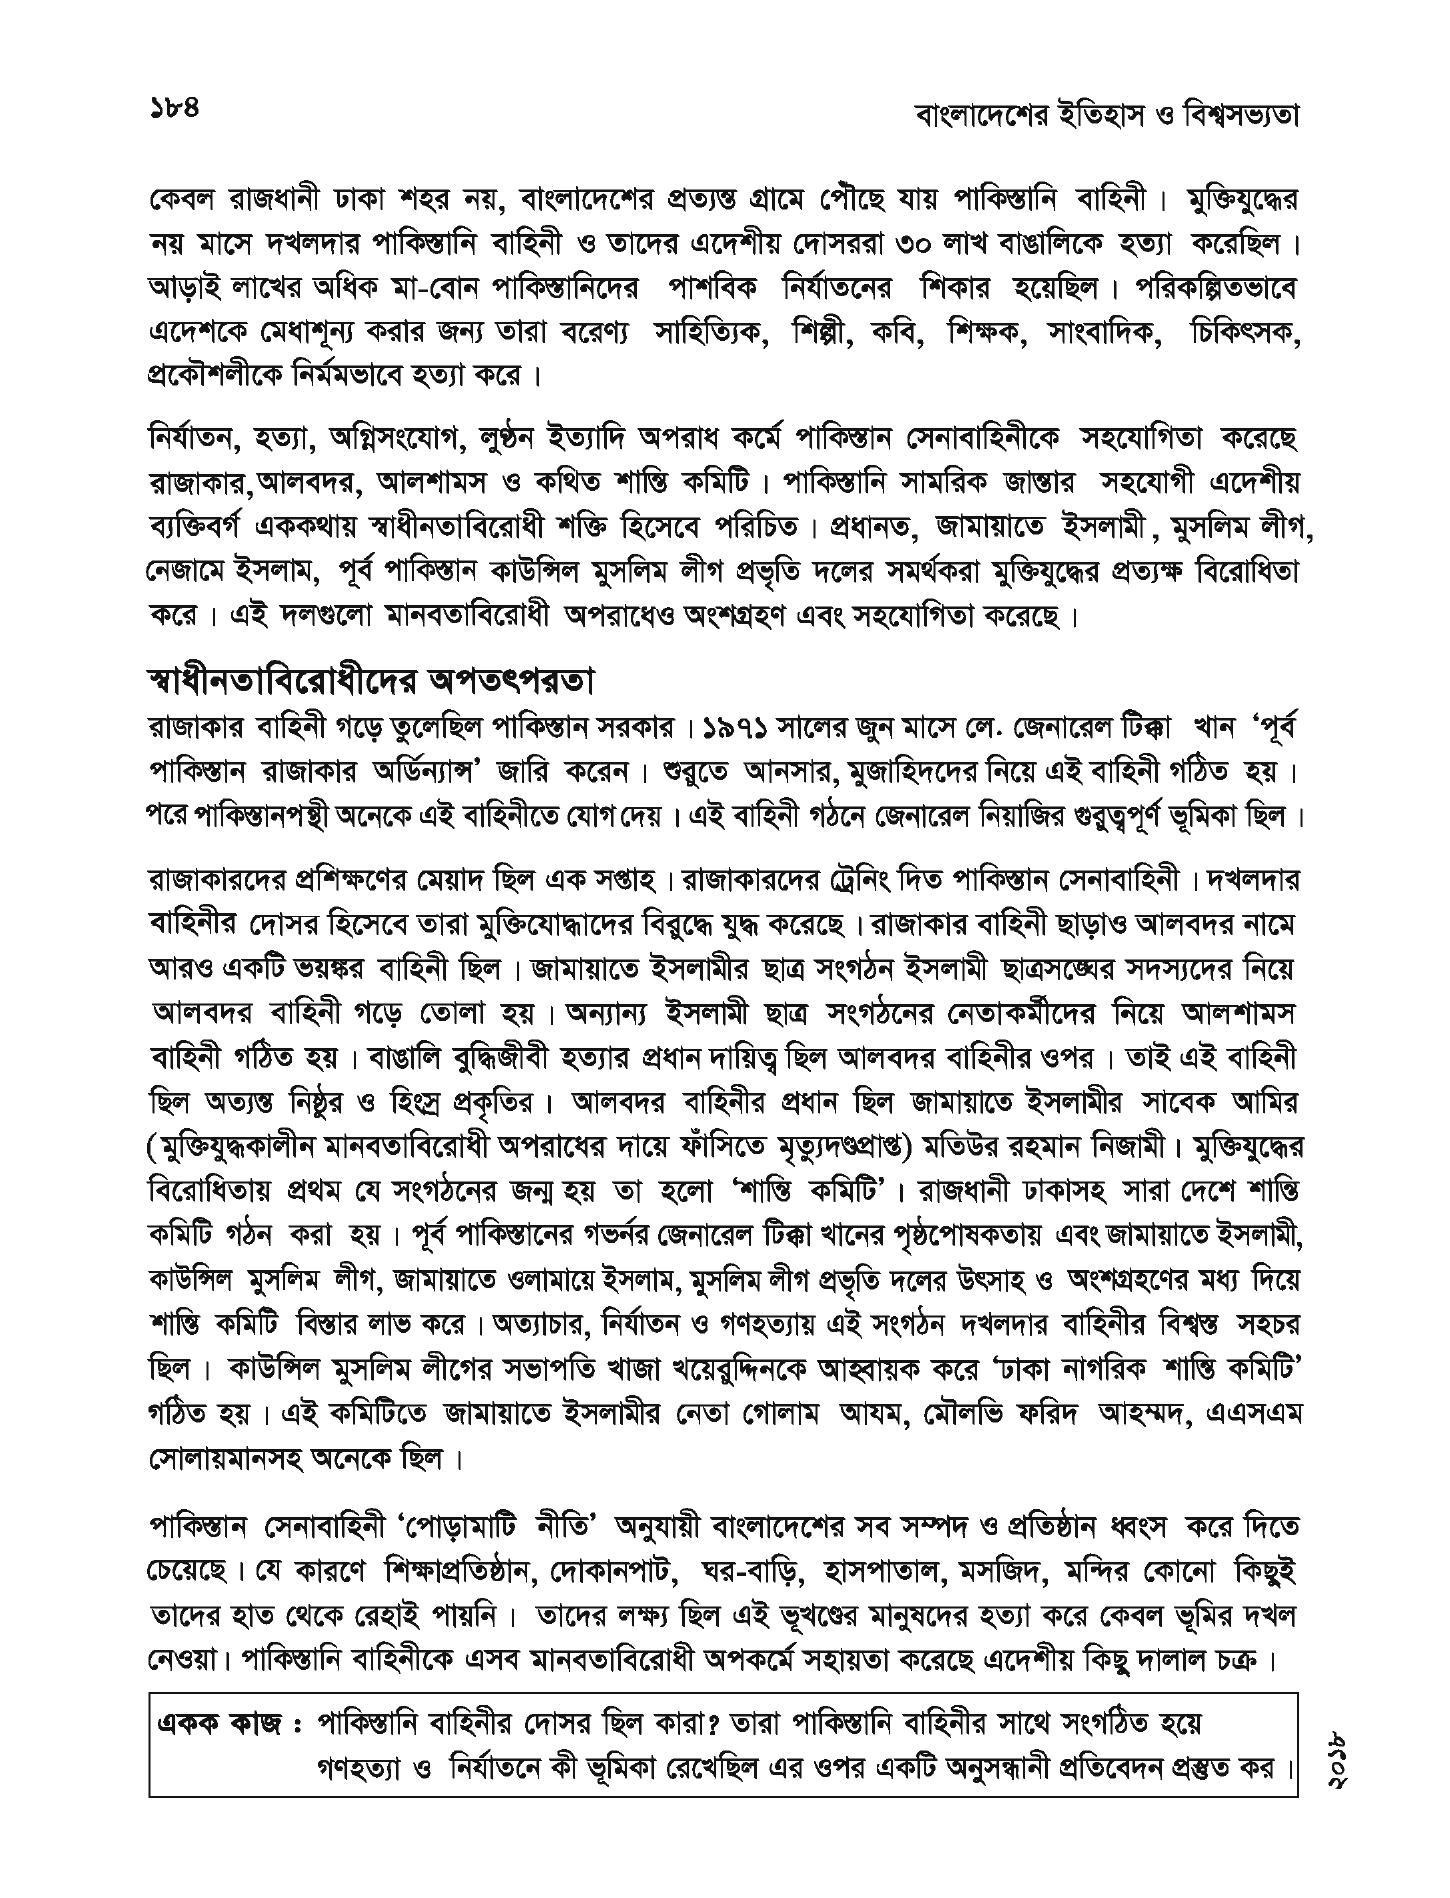 ১৮৪
বাংলাদেশের ইতিহাস ও বিশ্বসভ্যতা
কেবল রাজধানী ঢাকা শহর নয়, বাংলাদেশের প্রত্যন্ত গ্রামে পৌঁছে যায় পাকিস্তানি বাহিনী। মুক্তিযুদ্ধের
নয় মাসে দখলদার পাকিস্তানি বাহিনী ও তাদের এদেশীয় দোসররা ৩০ লাখ বাঙালিকে হত্যা করেছিল।
আড়াই লাখের অধিক মা-বোন পাকিস্তানিদের পাশবিক নির্যাতনের শিকার হয়েছিল। পরিকল্পিতভাবে
এদেশকে মেধাশূন্য করার জন্য তারা বরেণ্য সাহিত্যিক, শিল্পী, কবি, শিক্ষক, সাংবাদিক, চিকিৎসক,
প্রকৌশলীকে নির্মমভাবে হত্যা করে।
নির্যাতন, হত্যা, অগ্নিসংযোগ, লুণ্ঠন ইত্যাদি অপরাধ কর্মে পাকিস্তান সেনাবাহিনীকে সহযোগিতা করেছে
রাজাকার,আলবদর, আলশামস ও কথিত শান্তি কমিটি। পাকিস্তানি সামরিক জান্তার সহযোগী এদেশীয়
ব্যক্তিবর্গ এককথায় স্বাধীনতাবিরোধী শক্তি হিসেবে পরিচিত। প্রধানত, জামায়াতে ইসলামী, মুসলিম লীগ,
নেজামে ইসলাম, পূর্ব পাকিস্তান কাউন্সিল মুসলিম লীগ প্রভৃতি দলের সমর্থকরা মুক্তিযুদ্ধের প্রত্যক্ষ বিরোধিতা
করে। এই দলগুলো মানবতাবিরোধী অপরাধেও অংশগ্রহণ এবং সহযোগিতা করেছে।
স্বাধীনতাবিরোধীদের অপতৎপরতা
রাজাকার বাহিনী গড়ে তুলেছিল পাকিস্তান সরকার। ১৯৭১ সালের জুন মাসে লে. জেনারেল টিক্কা খান ‘পূর্ব
পাকিস্তান রাজাকার অর্ডিন্যান্স’ জারি করেন। শুরুতে আনসার, মুজাহিদদের নিয়ে এই বাহিনী গঠিত হয়।
পরে পাকিস্তানপন্থী অনেকে এই বাহিনীতে যোগ দেয়। এই বাহিনী গঠনে জেনারেল নিয়াজির গুরুত্বপূর্ণ ভূমিকা ছিল।
রাজাকারদের প্রশিক্ষণের মেয়াদ ছিল এক সপ্তাহ। রাজাকারদের ট্রেনিং দিত পাকিস্তান সেনাবাহিনী। দখলদার
বাহিনীর দোসর হিসেবে তারা মুক্তিযোদ্ধাদের বিরুদ্ধে যুদ্ধ করেছে। রাজাকার বাহিনী ছাড়াও আলবদর নামে
আরও একটি ভয়ঙ্কর বাহিনী ছিল। জামায়াতে ইসলামীর ছাত্র সংগঠন ইসলামী ছাত্রসঙ্ঘের সদস্যদের নিয়ে
আলবদর বাহিনী গড়ে তোলা হয়। অন্যান্য ইসলামী ছাত্র সংগঠনের নেতাকর্মীদের নিয়ে আলশামস
বাহিনী গঠিত হয়। বাঙালি বুদ্ধিজীবী হত্যার প্রধান দায়িত্ব ছিল আলবদর বাহিনীর ওপর। তাই এই বাহিনী
ছিল অত্যন্ত নিষ্ঠুর ও হিংস্র প্রকৃতির। আলবদর বাহিনীর প্রধান ছিল জামায়াতে ইসলামীর সাবেক আমির
(মুক্তিযুদ্ধকালীন মানবতাবিরোধী অপরাধের দায়ে ফাঁসিতে মৃত্যুদণ্ডপ্রাপ্ত) মতিউর রহমান নিজামী। মুক্তিযুদ্ধের
বিরোধিতায় প্রথম যে সংগঠনের জন্ম হয় তা হলো ‘শান্তি কমিটি’। রাজধানী ঢাকাসহ সারা দেশে শান্তি
কমিটি গঠন করা হয়। পূর্ব পাকিস্তানের গভর্নর জেনারেল টিক্কা খানের পৃষ্ঠপোষকতায় এবং জামায়াতে ইসলামী,
কাউন্সিল মুসলিম লীগ, জামায়াতে ওলামায়ে ইসলাম, মুসলিম লীগ প্রভৃতি দলের উৎসাহ ও অংশগ্রহণের মধ্য দিয়ে
শান্তি কমিটি বিস্তার লাভ করে। অত্যাচার, নির্যাতন ও গণহত্যায় এই সংগঠন দখলদার বাহিনীর বিশ্বস্ত সহচর
ছিল। কাউন্সিল মুসলিম লীগের সভাপতি খাজা খয়েরুদ্দিনকে আহ্বায়ক করে ‘ঢাকা নাগরিক শান্তি কমিটি’
গঠিত হয়। এই কমিটিতে জামায়াতে ইসলামীর নেতা গোলাম আযম, মৌলভি ফরিদ আহম্মদ, এএসএম
সোলায়মানসহ অনেকে ছিল।
পাকিস্তান সেনাবাহিনী ‘পোড়ামাটি নীতি’ অনুযায়ী বাংলাদেশের সব সম্পদ ও প্রতিষ্ঠান ধ্বংস করে দিতে
চেয়েছে। যে কারণে শিক্ষাপ্রতিষ্ঠান, দোকানপাট, ঘর-বাড়ি, হাসপাতাল, মসজিদ, মন্দির কোনো কিছুই
তাদের হাত থেকে রেহাই পায়নি। তাদের লক্ষ্য ছিল এই ভূখণ্ডের মানুষদের হত্যা করে কেবল ভূমির দখল
নেওয়া। পাকিস্তানি বাহিনীকে এসব মানবতাবিরোধী অপকর্মে সহায়তা করেছে এদেশীয় কিছু দালাল চক্র।
একক কাজ : পাকিস্তানি বাহিনীর দোসর ছিল কারা? তারা পাকিস্তানি বাহিনীর সাথে সংগঠিত হয়ে
গণহত্যা ও নির্যাতনে কী ভূমিকা রেখেছিল এর ওপর একটি অনুসন্ধানী প্রতিবেদন প্রস্তুত কর।
২০১৮